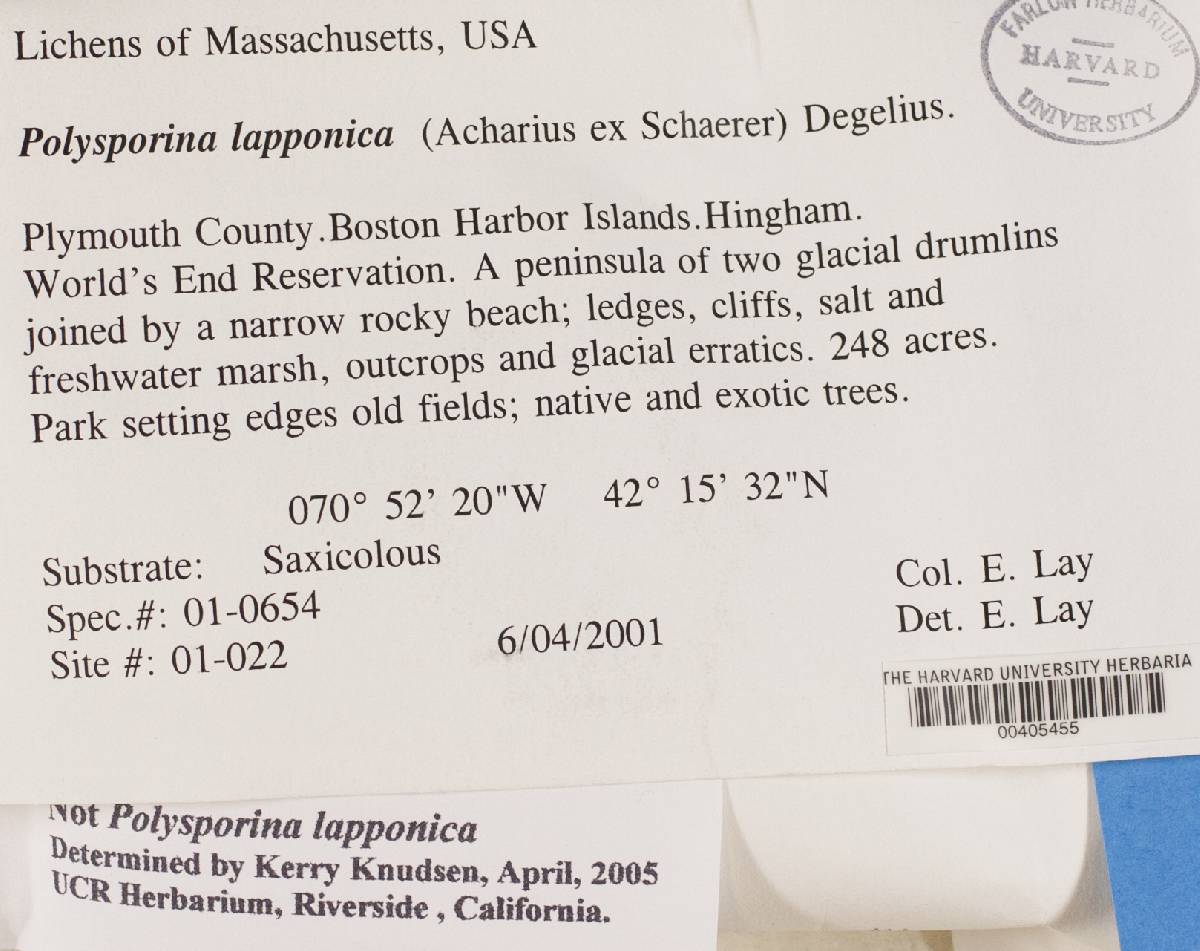 Lichens of Massachusetts, USA
FARLOW HERBARIUM
HARVARD
UNIVERSITY
Polysporina lapponica (Acharius ex Schaerer) Degelius.
Plymouth County.Boston Harbor Islands.Hingham.
World's End Reservation. A peninsula of two glacial drumlins
joined by a narrow rocky beach; ledges, cliffs, salt and
freshwater marsh, outcrops and glacial erratics. 248 acres.
Park setting edges old fields; native and exotic trees.
070° 52' 20"W 42° 15' 32"N
Substrate: Saxicolous
Spec.#: 01-0654
Site #: 01-022
6/04/2001
Col. E. Lay
Det. E. Lay
THE HARVARD UNIVERSITY HERBARIA
00405455
Not Polysporina lapponica
Determined by Kerry Knudsen, April, 2005
UCR Herbarium, Riverside , California.